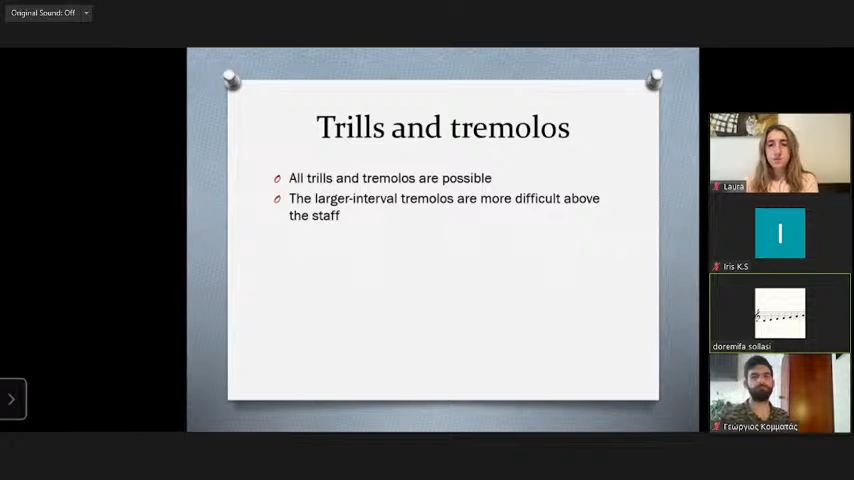 Original Sound: Off
Trills and tremolos
All trills and tremolos are possible
The larger-interval tremolos are more difficult above
the staff
Laura
I
Iris K.S
doremifa sollasi
Γεώργιος Κομματάς